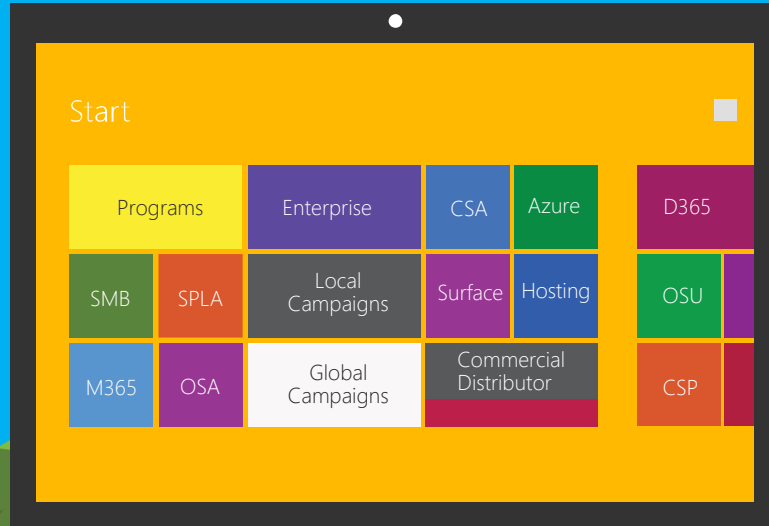 Start
Programs
Enterprise
CSA
Azure
D365
SMB
SPLA
Local
Campaigns
Surface
Hosting
OSU
M365
OSA
Global
Campaigns
Commercial
Distributor
CSP